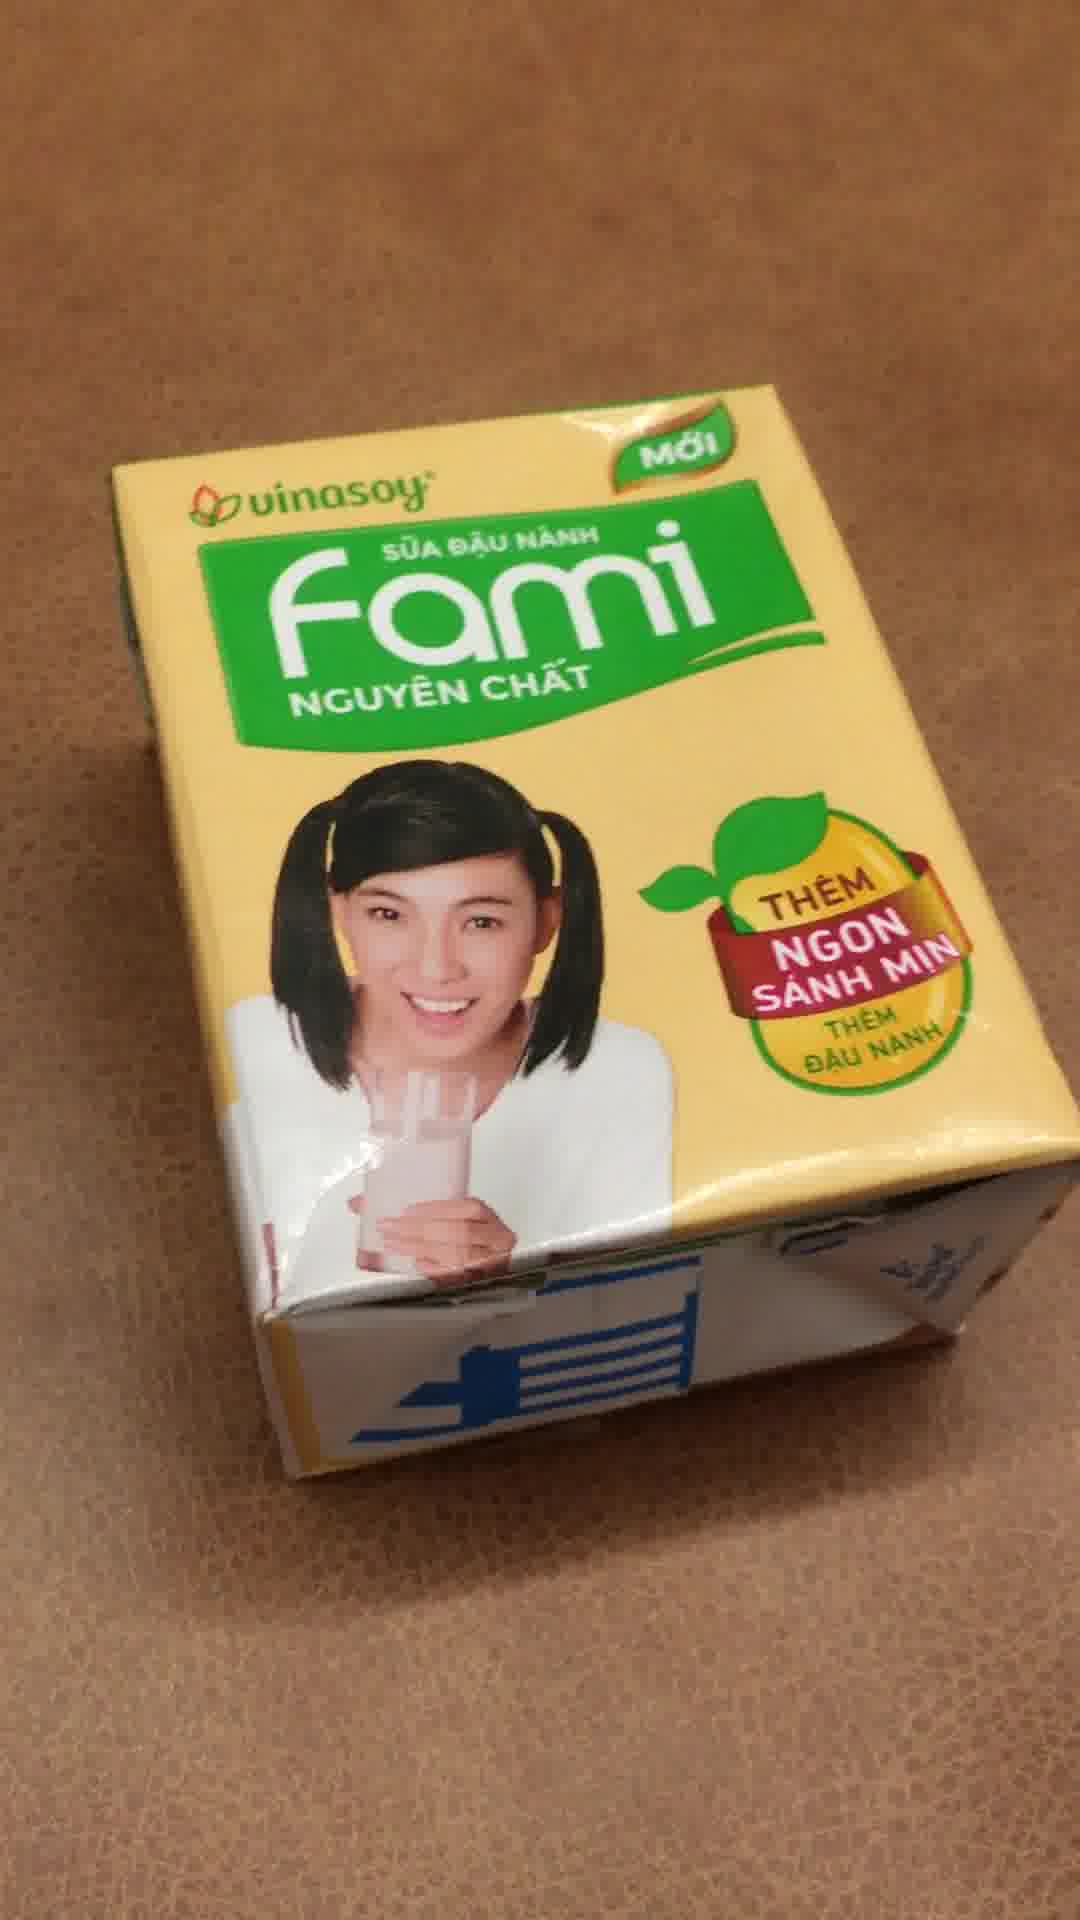 vinasoy
MỚI
SỮA ĐẬU NÀNH
Fami
NGUYÊN CHẤT
THÊM
NGON
SÁNH MỊN
THÊM
ĐẬU NÀNH